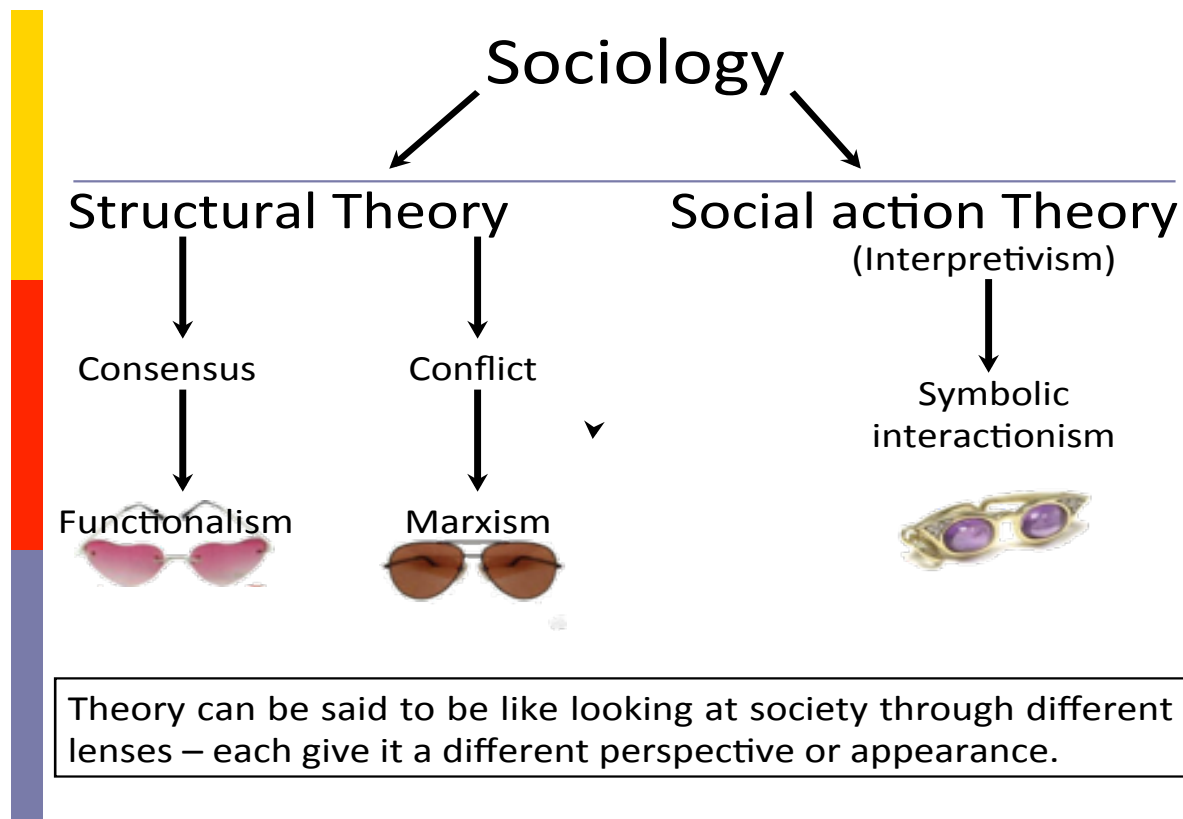 Sociology
Structural Theory
Social action Theory
(Interpretivism)
Consensus
Conflict
Symbolic
interactionism
Functionalism
Marxism
Theory can be said to be like looking at society through different
lenses – each give it a different perspective or appearance.